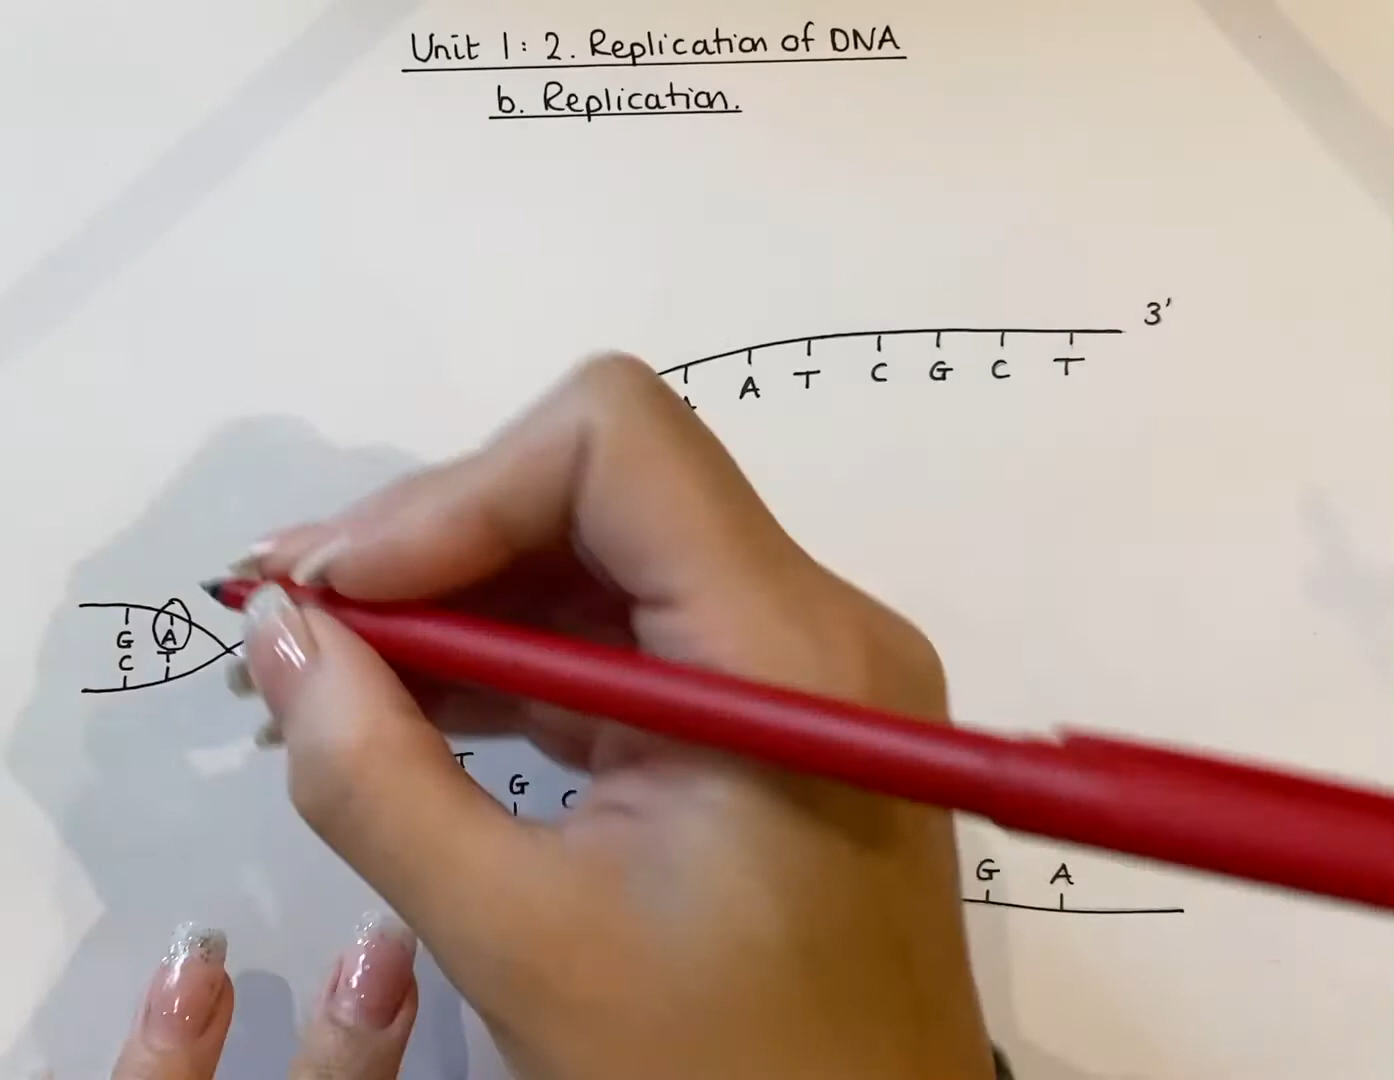 Unit 1: 2. Replication of DNA
b. Replication.
3'
A T C G C T
G A
C T
T G C
G A